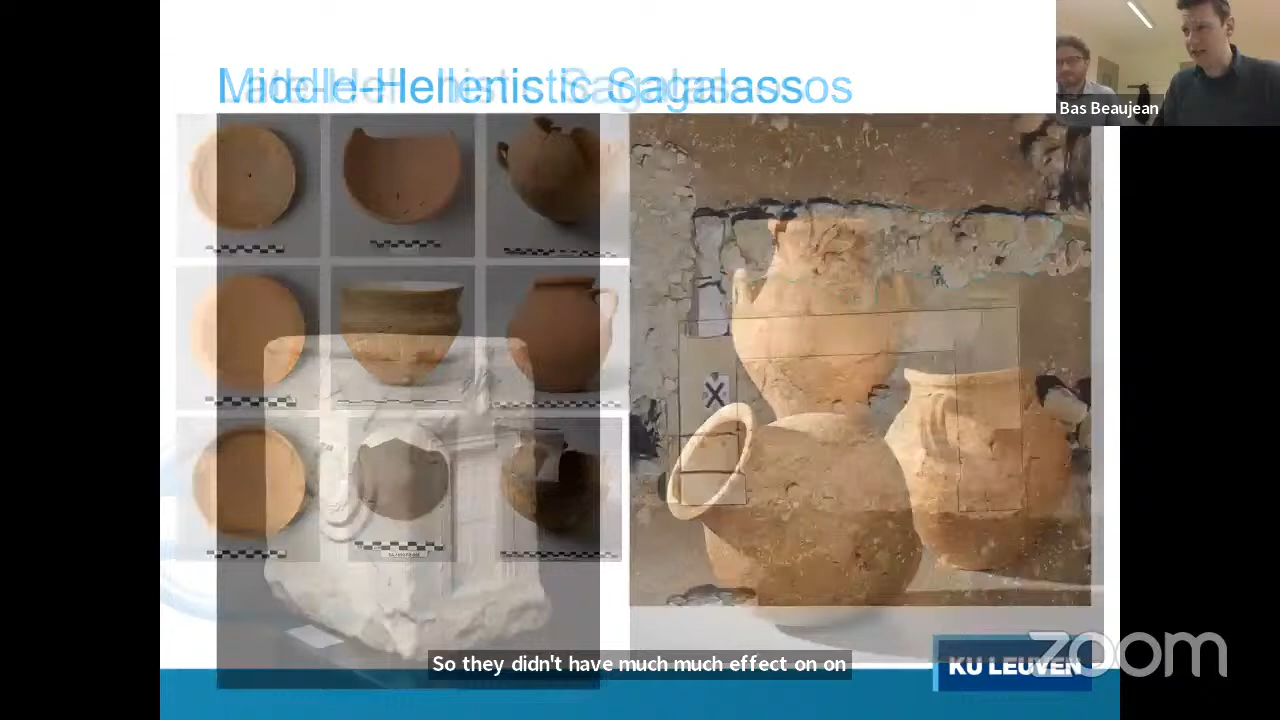 Middle-Hellenistic Sagalassos
Bas Beaujean
X
So they didn't have much much effect on on
KU LEUVEN
zoom